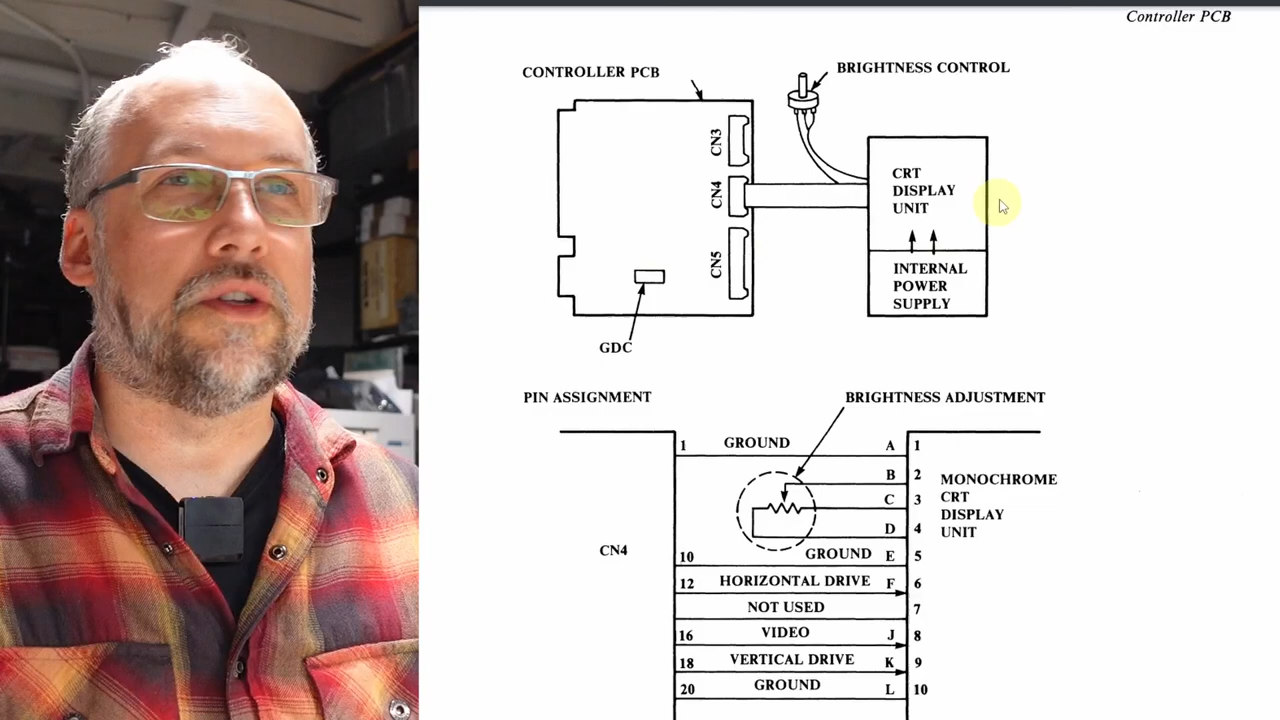 Controller PCB
CONTROLLER PCB
BRIGHTNESS CONTROL
CN3
CN4
CN5
CRT
DISPLAY
UNIT
INTERNAL
POWER
SUPPLY
GDC
PIN ASSIGNMENT
BRIGHTNESS ADJUSTMENT
1 GROUND A 1
B 2
C 3
D 4
MONOCHROME
CRT
DISPLAY
UNIT
CN4
10 GROUND E 5
12 HORIZONTAL DRIVE F 6
NOT USED 7
16 VIDEO J 8
18 VERTICAL DRIVE K 9
20 GROUND L 10